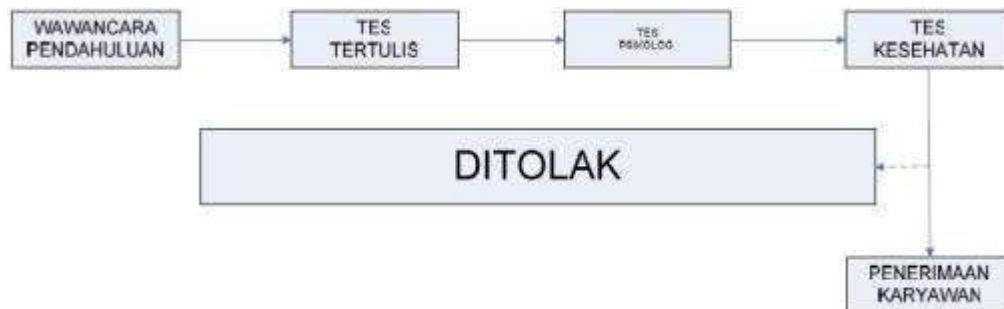 WAWANCARA
PENDAHULUAN
TES
TERTULIS
TES
PSIKOLOG
TES
KESEHATAN
DITOLAK
PENERIMAAN
KARYAWAN